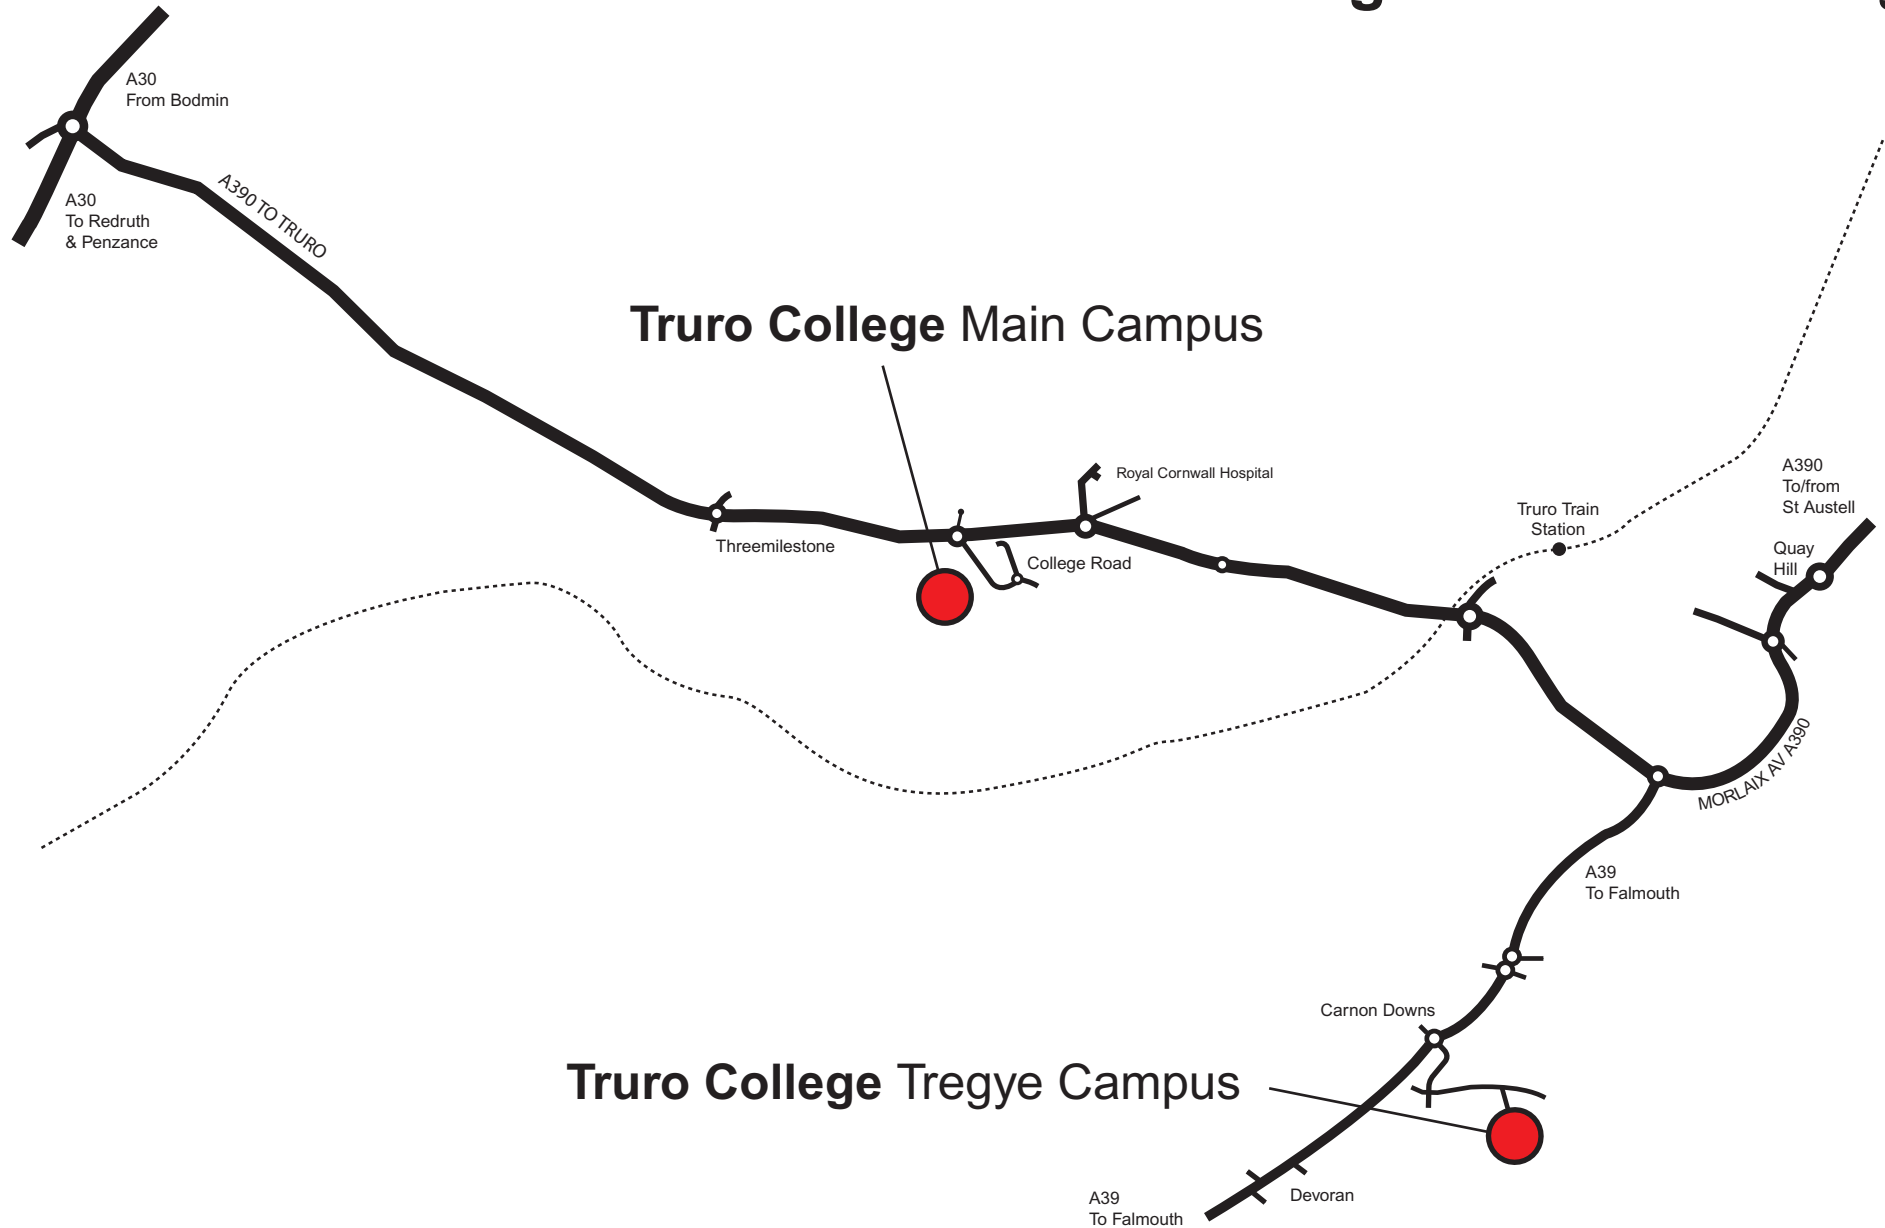 A30
From Bodmin
A30
To Redruth
& Penzance
A390 TO TRURO
Truro College Main Campus
Royal Cornwall Hospital
A390
To/from
St Austell
Truro Train
Station
Threemilestone
College Road
Quay
Hill
MORLAIX AV A390
A39
To Falmouth
Carnon Downs
Truro College Tregye Campus
Devoran
A39
To Falmouth